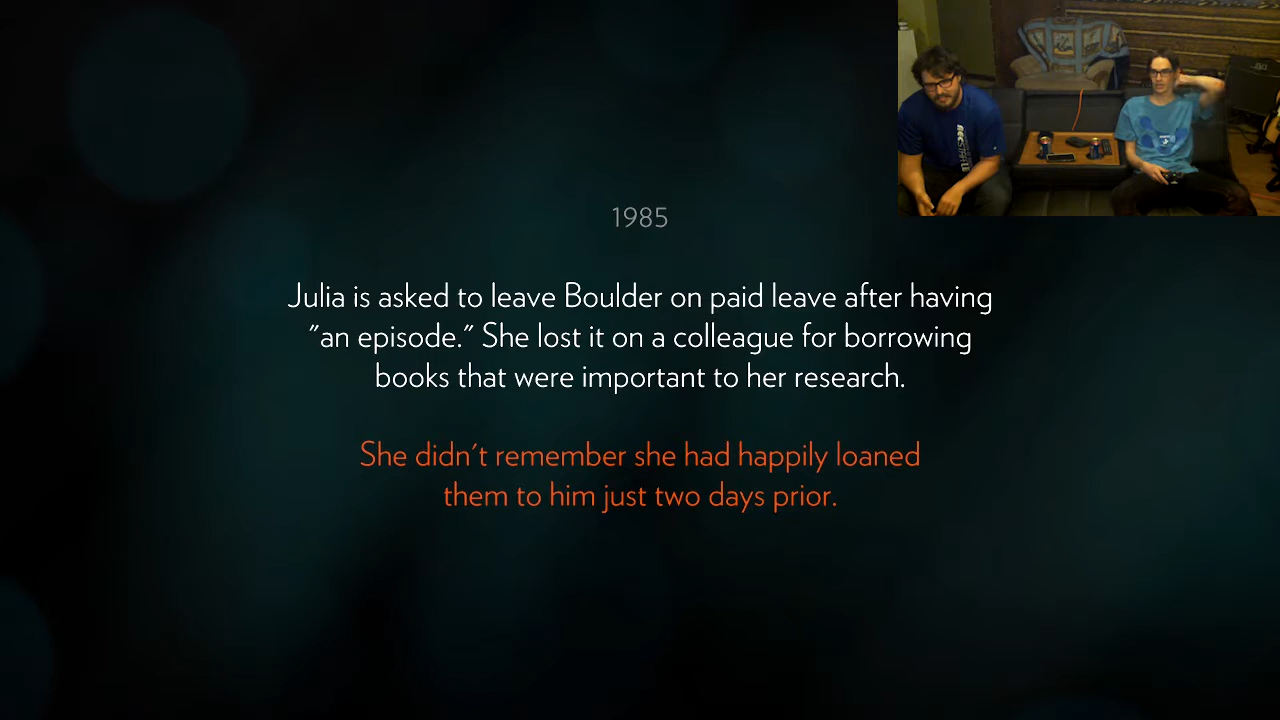 1985
Julia is asked to leave Boulder on paid leave after having
"an episode." She lost it on a colleague for borrowing
books that were important to her research.
She didn't remember she had happily loaned
them to him just two days prior.